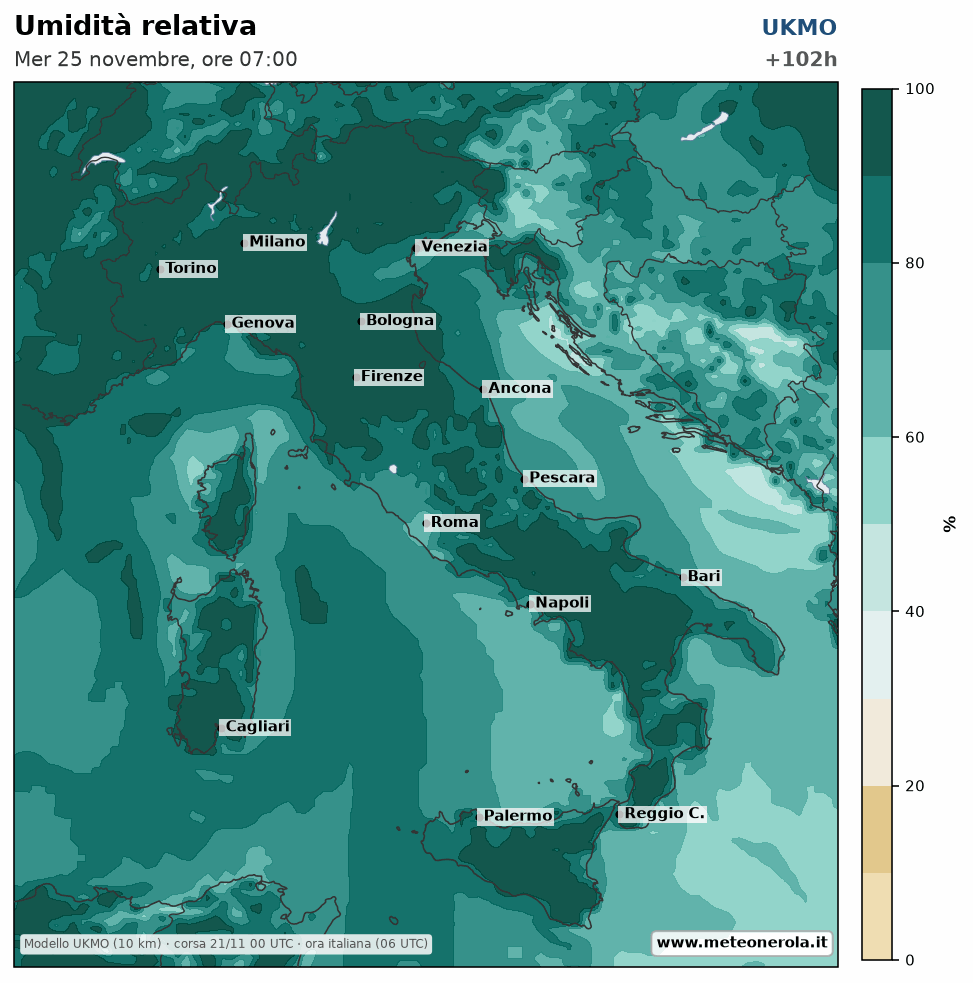 Umidità relativa
UKMO
Mer 25 novembre, ore 07:00
+102h
100
80
60
40
20
0
%
Milano
Venezia
Torino
Genova
Bologna
Firenze
Ancona
Pescara
Roma
Bari
Napoli
Cagliari
Palermo
Reggio C.
Modello UKMO (10 km) · corsa 21/11 00 UTC · ora italiana (06 UTC)
www.meteonerola.it